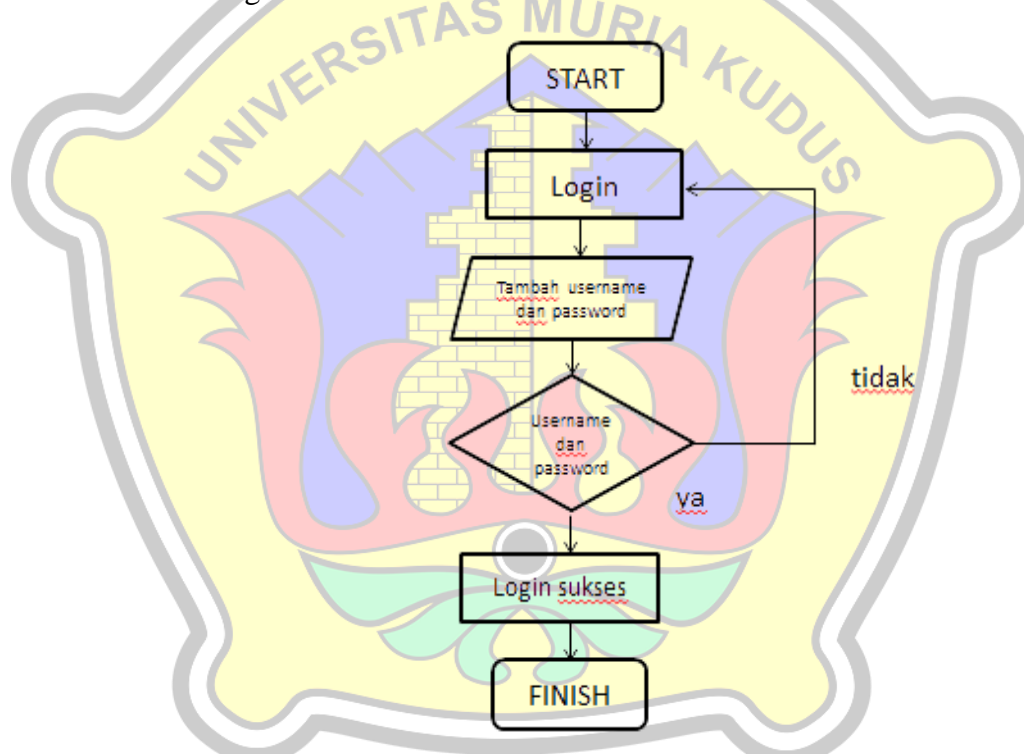 UNIVERSITAS MURIA KUDUS
START
Login
Tambah username
dan password
tidak
Username
dan
password
ya
Login sukses
FINISH